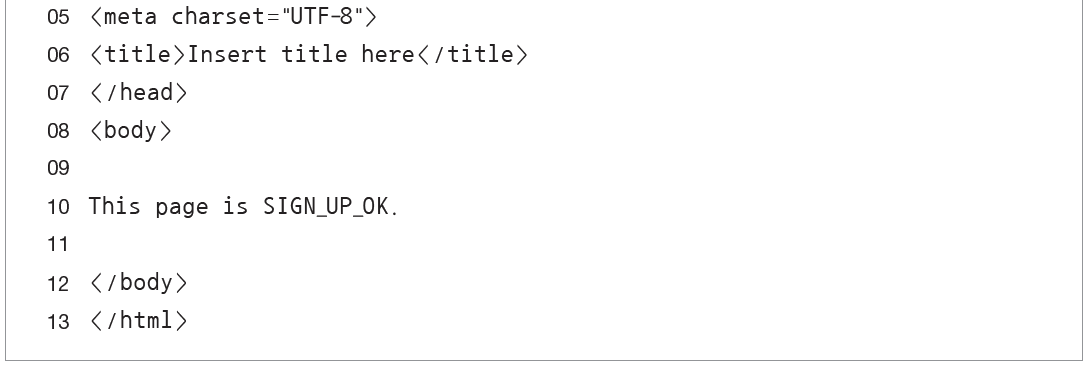 05 <meta charset="UTF-8">
06 <title>Insert title here</title>
07 </head>
08 <body>
09
10 This page is SIGN_UP_OK.
11
12 </body>
13 </html>